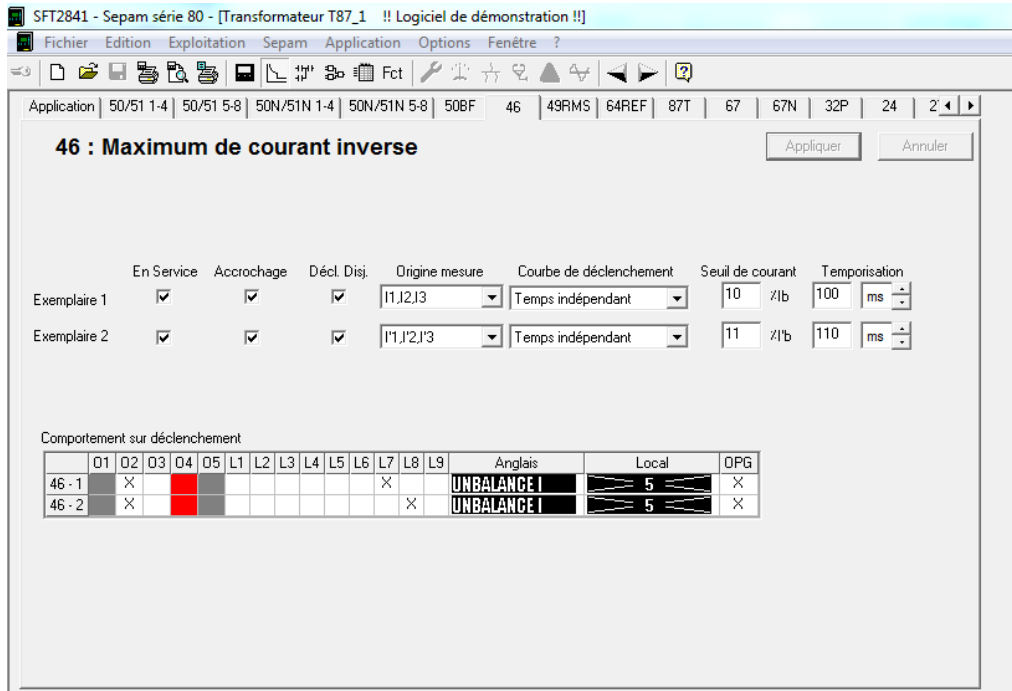 SFT2841 - Sepam série 80 - [Transformateur T87_1 !! Logiciel de démonstration !!]
Fichier Edition Exploitation Sepam Application Options Fenêtre ?
Fct
Application 50/51 1-4 50/51 5-8 50N/51N 1-4 50N/51N 5-8 50BF 46 49RMS 64REF 87T 67 67N 32P 24
46 : Maximum de courant inverse
Appliquer Annuler
En Service Accrochage Décl. Disj. Origine mesure Courbe de déclenchement Seuil de courant Temporisation
Exemplaire 1 I1,I2,I3 Temps indépendant 10 %Ib 100 ms
Exemplaire 2 I'1,I'2,I'3 Temps indépendant 11 %I'b 110 ms
Comportement sur déclenchement
O1 O2 O3 O4 O5 L1 L2 L3 L4 L5 L6 L7 L8 L9 Anglais Local OPG
46 - 1 X X UNBALANCE I 5 X
46 - 2 X X UNBALANCE I 5 X